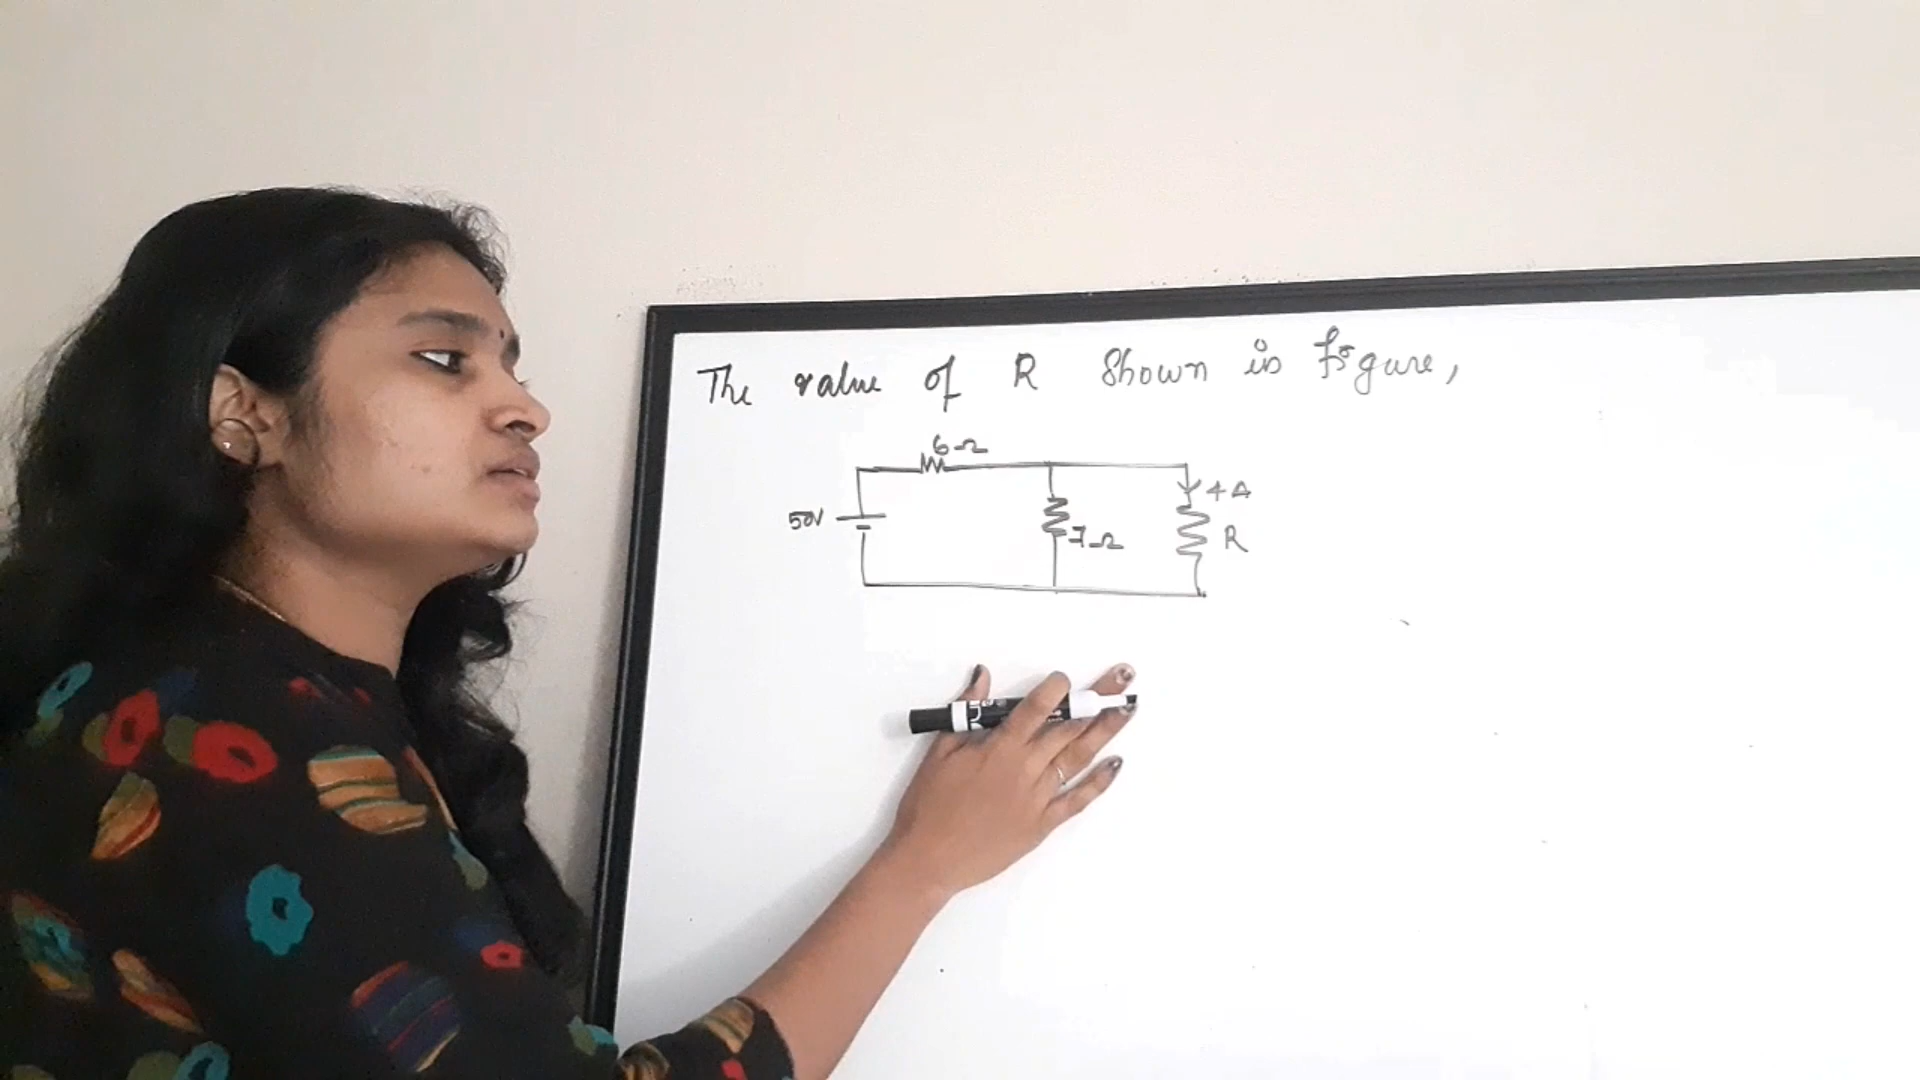 The value of R shown in figure,
6Ω
4A
50V
7Ω
R